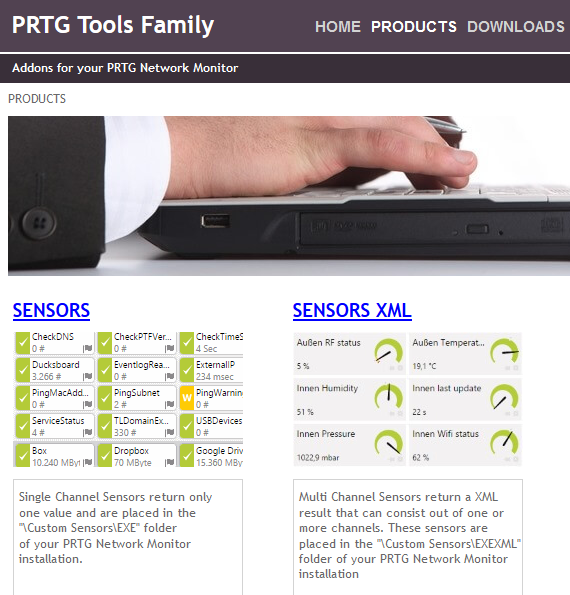 PRTG Tools Family
HOME PRODUCTS DOWNLOADS
Addons for your PRTG Network Monitor
PRODUCTS
SENSORS
CheckDNS
0 #
CheckPTFVer...
0 #
CheckTimeS
4 Sec
Ducksboard
3.266 #
EventlogRea...
0 #
ExternalIP
234 msec
PingMacAdd...
0 #
PingSubnet
2 #
W
PingWarnin
0 #
ServiceStatus
4 #
TLDomainEx...
330 #
USBDevices
0 #
Box
10.240 MByt
Dropbox
70 MByte
Google Driv
15.360 MBy
Single Channel Sensors return only
one value and are placed in the
"\Custom Sensors\EXE" folder
of your PRTG Network Monitor
installation.
SENSORS XML
Außen RF status
5 %
Außen Temperat...
19,1 °C
Innen Humidity
51 %
Innen last update
22 s
Innen Pressure
1022,9 mbar
Innen Wifi status
62 %
Multi Channel Sensors return a XML
result that can consist out of one or
more channels. These sensors are
placed in the "\Custom Sensors\EXEXML"
folder of your PRTG Network Monitor
installation